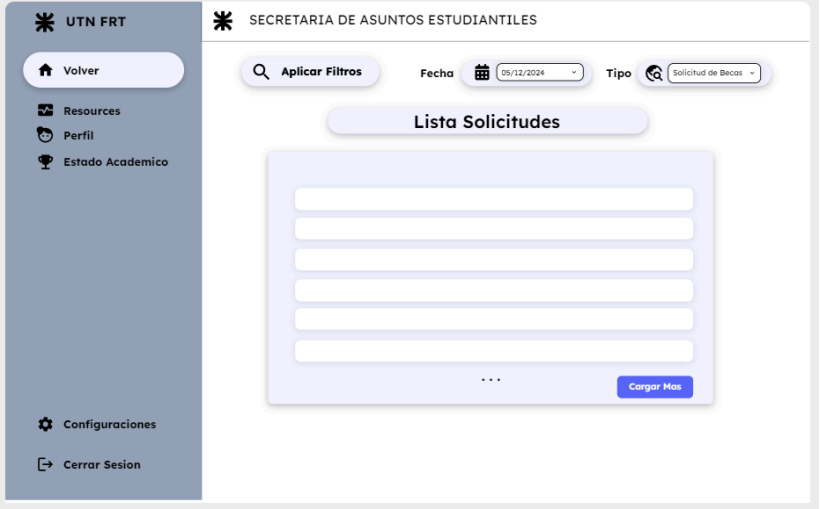 UTN FRT
SECRETARIA DE ASUNTOS ESTUDIANTILES
Volver
Resources
Perfil
Estado Academico
Configuraciones
Cerrar Sesion
Aplicar Filtros
Fecha
05/12/2024
Tipo
Solicitud de Becas
Lista Solicitudes
...
Cargar Mas